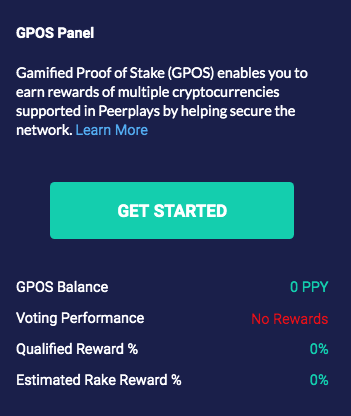 GPOS Panel
Gamified Proof of Stake (GPOS) enables you to
earn rewards of multiple cryptocurrencies
supported in Peerplays by helping secure the
network. Learn More
GET STARTED
GPOS Balance 0 PPY
Voting Performance No Rewards
Qualified Reward % 0%
Estimated Rake Reward % 0%